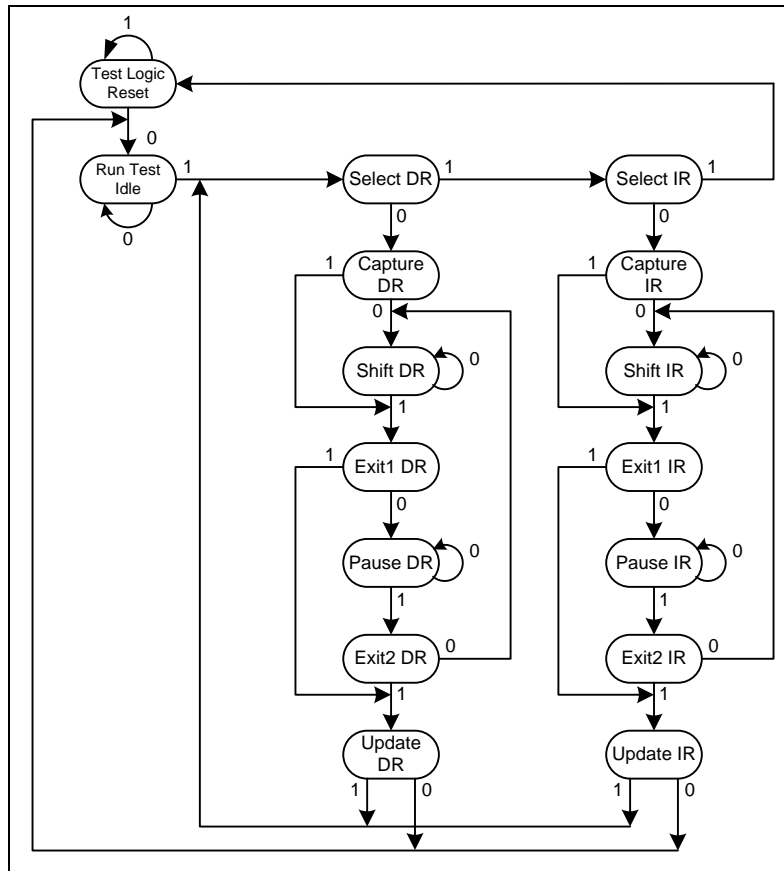 1
Test Logic
Reset
0
Run Test
Idle
1
0
Select DR
1
Select IR
1
0
0
1
Capture
DR
0
1
Capture
IR
0
Shift DR
0
1
Shift IR
0
1
1
Exit1 DR
0
1
Exit1 IR
0
Pause DR
0
1
Pause IR
0
1
Exit2 DR
0
1
Exit2 IR
0
1
Update
DR
1
0
Update IR
1
0